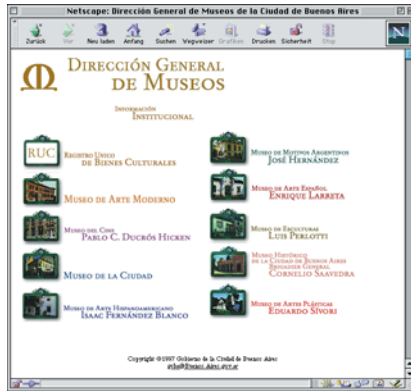 Netscape: Dirección General de Museos de la Ciudad de Buenos Aires
Zurück Vor Neu laden Anfang Suchen Wegweiser Grafiken Drucken Sicherheit Stop
N
DIRECCIÓN GENERAL
DE MUSEOS
INFORMACIÓN
INSTITUCIONAL
RUC
REGISTRO UNICO
DE BIENES CULTURALES
MUSEO DE ARTE MODERNO
MUSEO DEL CINE
PABLO C. DUCRÓS HICKEN
MUSEO DE LA CIUDAD
MUSEO DE ARTE HISPANOAMERICANO
ISAAC FERNÁNDEZ BLANCO
MUSEO DE MOTIVOS ARGENTINOS
JOSÉ HERNÁNDEZ
MUSEO DE ARTE ESPAÑOL
ENRIQUE LARRETA
MUSEO DE ESCULTURAS
LUIS PERLOTTI
MUSEO HISTÓRICO
DE LA CIUDAD DE BUENOS AIRES
BRIGADIER GENERAL
CORNELIO SAAVEDRA
MUSEO DE ARTES PLÁSTICAS
EDUARDO SÍVORI
Copyright ©1997 Gobierno de la Ciudad de Buenos Aires